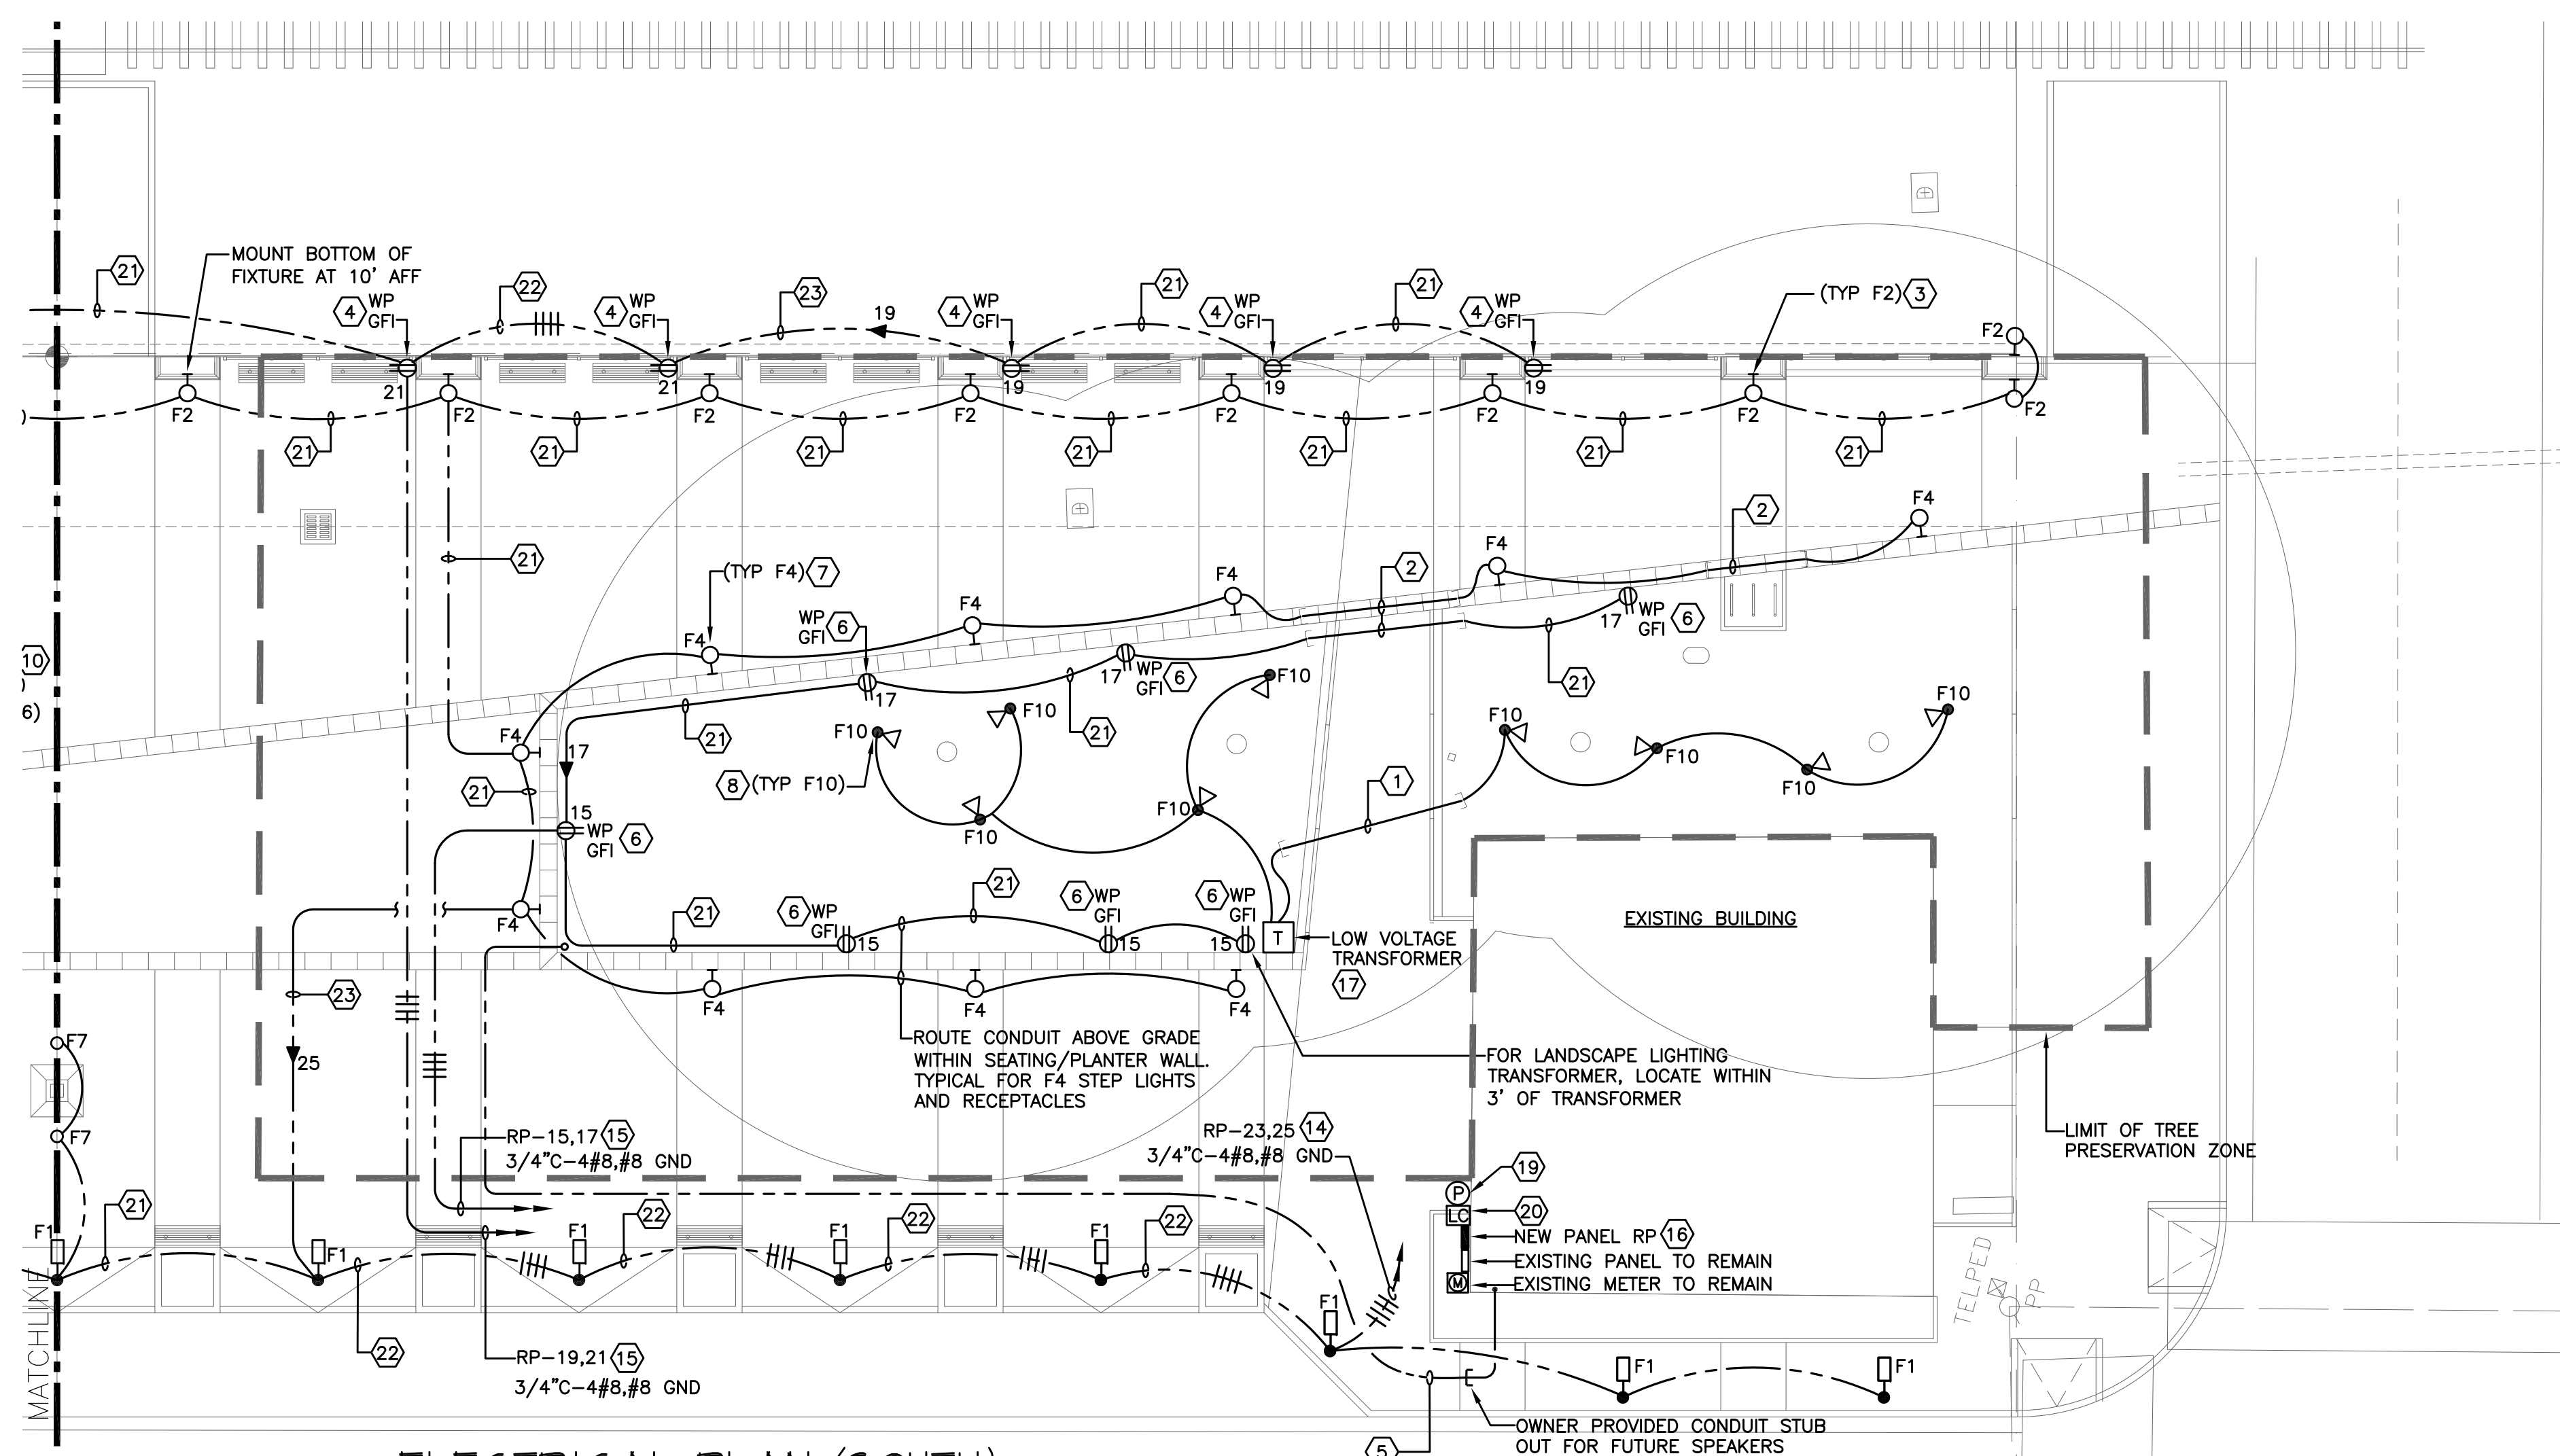 MOUNT BOTTOM OF
FIXTURE AT 10' AFF
21
4
WP
GFI
22
4
WP
GFI
23
19
4
WP
GFI
21
4
WP
GFI
21
4
WP
GFI
(TYP F2)
3
F2
21
21
19
19
19
F2
F2
F2
F2
F2
F2
F2
F2
)
21
21
21
21
21
21
21
21
(TYP F4)
7
F4
F4
F4
F4
F4
2
2
WP
GFI
6
17
WP
GFI
6
17
WP
GFI
6
17
21
21
21
10
)
6)
F4
17
F10
F10
F10
F10
F10
F10
F10
F10
F10
8
(TYP F10)
1
21
15
WP
GFI
6
F4
21
6
WP
GFI
15
21
6
WP
GFI
15
6
WP
GFI
15
T
LOW VOLTAGE
TRANSFORMER
17
EXISTING BUILDING
F4
F4
F4
23
25
F7
F7
ROUTE CONDUIT ABOVE GRADE
WITHIN SEATING/PLANTER WALL.
TYPICAL FOR F4 STEP LIGHTS
AND RECEPTACLES
FOR LANDSCAPE LIGHTING
TRANSFORMER, LOCATE WITHIN
3' OF TRANSFORMER
LIMIT OF TREE
PRESERVATION ZONE
RP-15,17
15
3/4"C-4#8,#8 GND
RP-23,25
14
3/4"C-4#8,#8 GND
19
P
LC
20
NEW PANEL RP
16
EXISTING PANEL TO REMAIN
M
EXISTING METER TO REMAIN
21
22
22
22
F1
F1
F1
F1
F1
F1
F1
F1
22
RP-19,21
15
3/4"C-4#8,#8 GND
MATCHLINE
TELPED
PP
OWNER PROVIDED CONDUIT STUB
OUT FOR FUTURE SPEAKERS
5
ELECTRICAL PLAN (SOUTH)